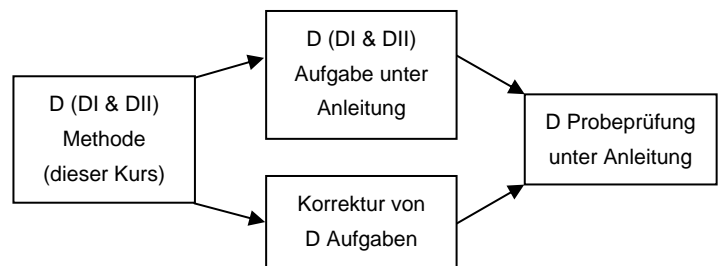 D (DI & DII)
Methode
(dieser Kurs)
D (DI & DII)
Aufgabe unter
Anleitung
Korrektur von
D Aufgaben
D Probeprüfung
unter Anleitung